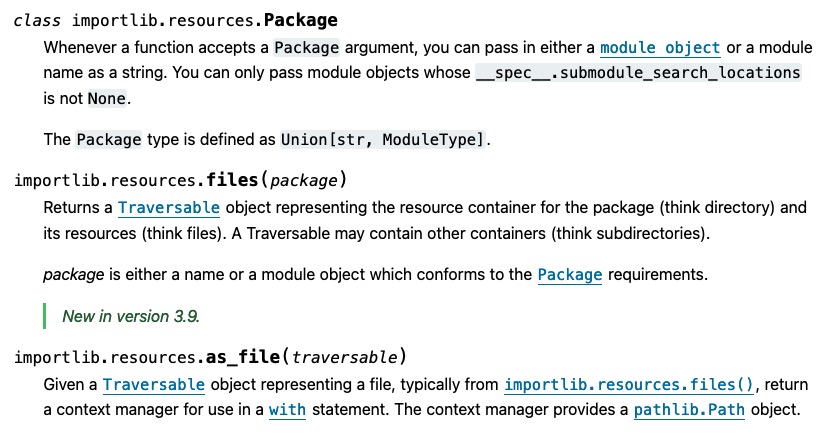 class importlib.resources.Package
Whenever a function accepts a Package argument, you can pass in either a module object or a module
name as a string. You can only pass module objects whose __spec__.submodule_search_locations
is not None.
The Package type is defined as Union[str, ModuleType].
importlib.resources.files(package)
Returns a Traversable object representing the resource container for the package (think directory) and
its resources (think files). A Traversable may contain other containers (think subdirectories).
package is either a name or a module object which conforms to the Package requirements.
New in version 3.9.
importlib.resources.as_file(traversable)
Given a Traversable object representing a file, typically from importlib.resources.files(), return
a context manager for use in a with statement. The context manager provides a pathlib.Path object.